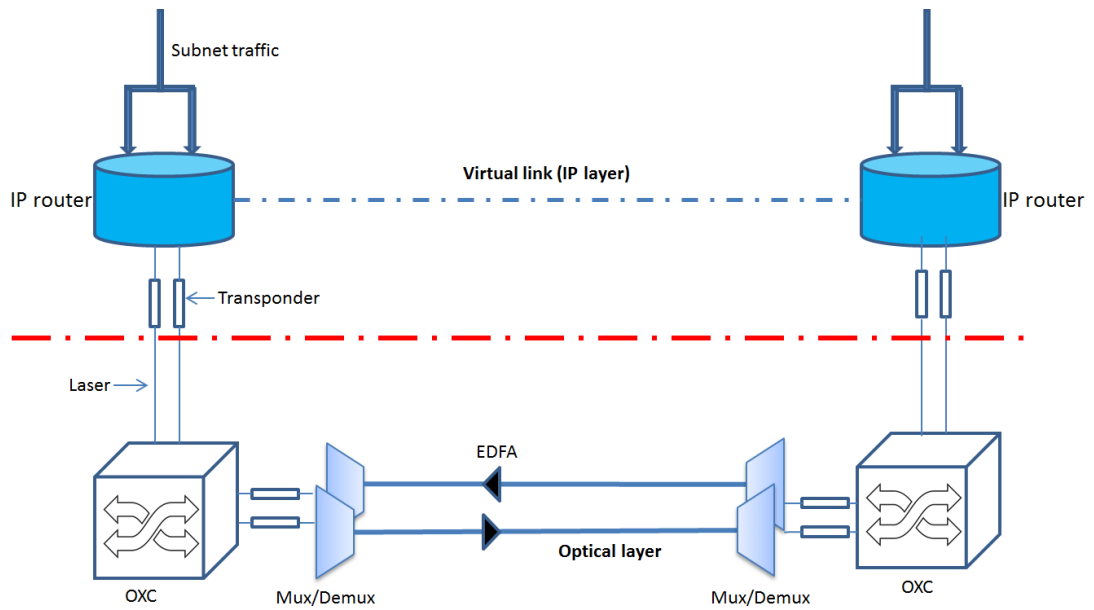 Subnet traffic
Virtual link (IP layer)
IP router
IP router
Transponder
Laser
EDFA
Optical layer
OXC
Mux/Demux
Mux/Demux
OXC